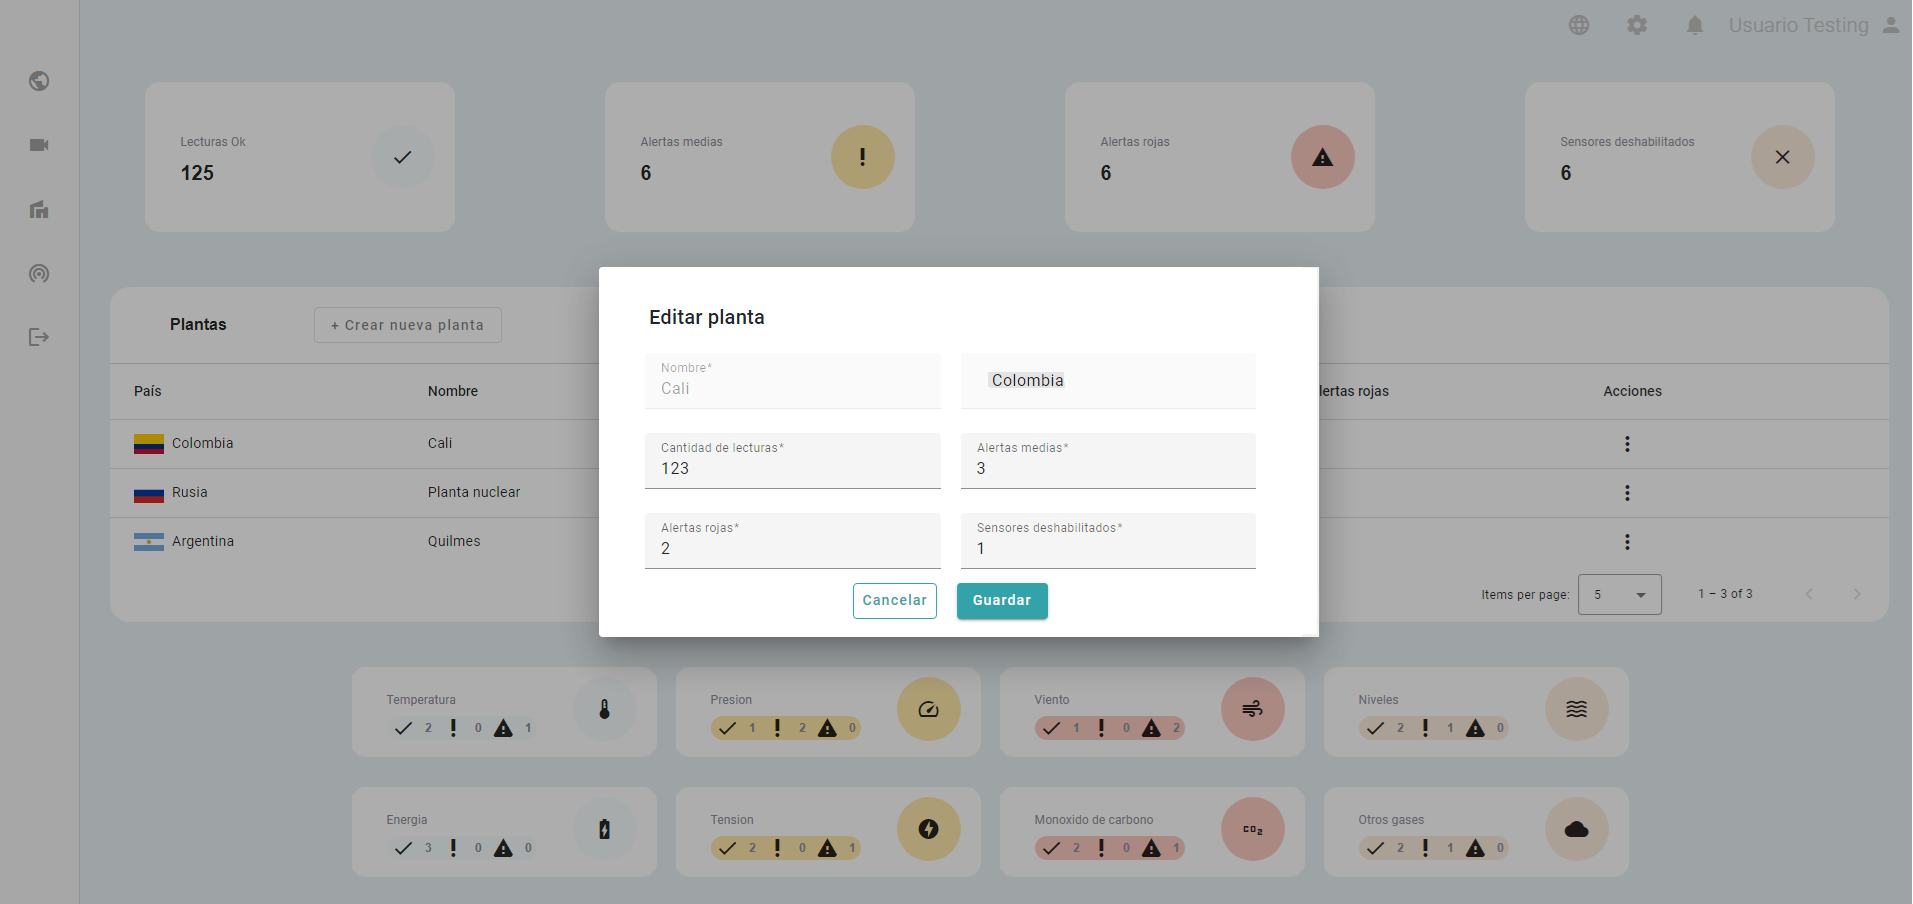 Usuario Testing
Lecturas Ok
125
Alertas medias
6
Alertas rojas
6
Sensores deshabilitados
6
Plantas
+ Crear nueva planta
País
Nombre
lertas rojas
Acciones
Colombia
Cali
Rusia
Planta nuclear
Argentina
Quilmes
Items per page:
5
1 – 3 of 3
Editar planta
Nombre*
Cali
Colombia
Cantidad de lecturas*
123
Alertas medias*
3
Alertas rojas*
2
Sensores deshabilitados*
1
Cancelar
Guardar
Temperatura
2 0 1
Presion
1 2 0
Viento
1 0 2
Niveles
2 1 0
Energia
3 0 0
Tension
2 0 1
Monoxido de carbono
2 0 1
CO2
Otros gases
2 1 0